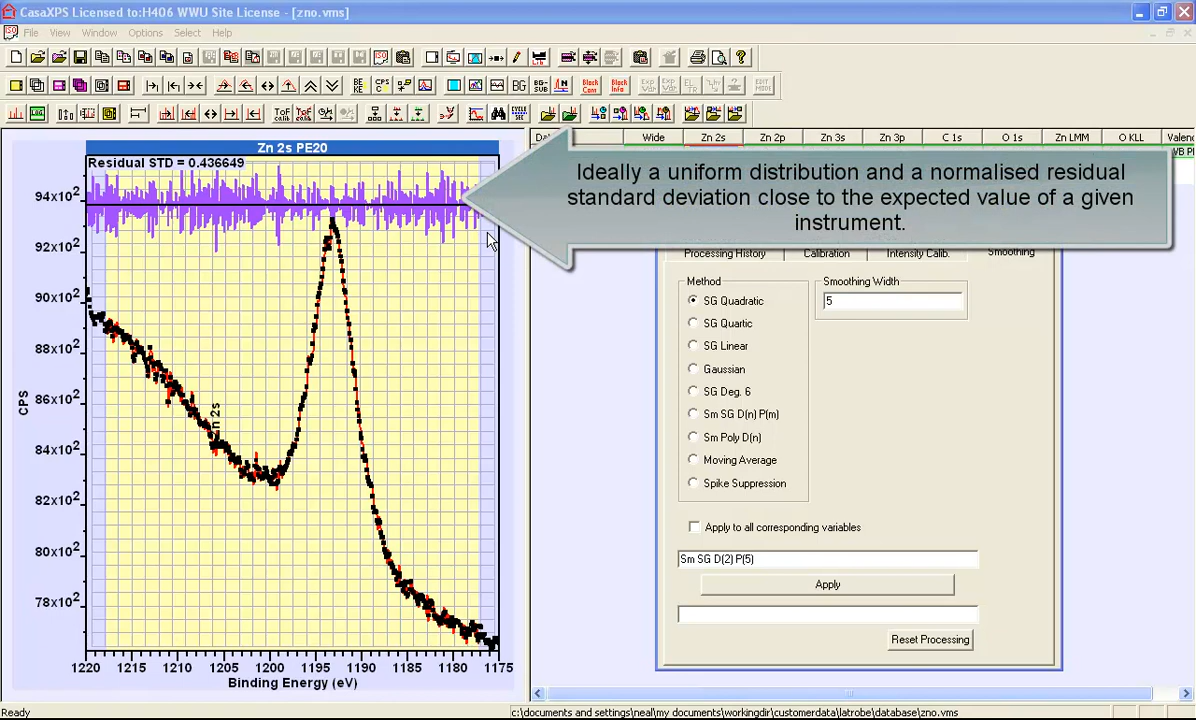 CasaXPS Licensed to:H406 WWU Site License - [zno.vms]
File View Window Options Select Help
Zn 2s PE20
Residual STD = 0.436649
94x10²
92x10²
90x10²
88x10²
86x10²
84x10²
82x10²
80x10²
78x10²
CPS
1220 1215 1210 1205 1200 1195 1190 1185 1180 1175
Binding Energy (eV)
Wide Zn 2s Zn 2p Zn 3s Zn 3p C 1s O 1s Zn LMM O KLL
Ideally a uniform distribution and a normalised residual
standard deviation close to the expected value of a given
instrument.
Processing History Calibration Intensity Calib. Smoothing
Method
SG Quadratic
SG Quartic
SG Linear
Gaussian
SG Deg. 6
Sm SG D(n) P(m)
Sm Poly D(n)
Moving Average
Spike Suppression
Smoothing Width
5
Apply to all corresponding variables
Sm SG D(2) P(5)
Apply
Reset Processing
Ready
c:\documents and settings\neal\my documents\workingdir\customerdata\latrobe\database\zno.vms